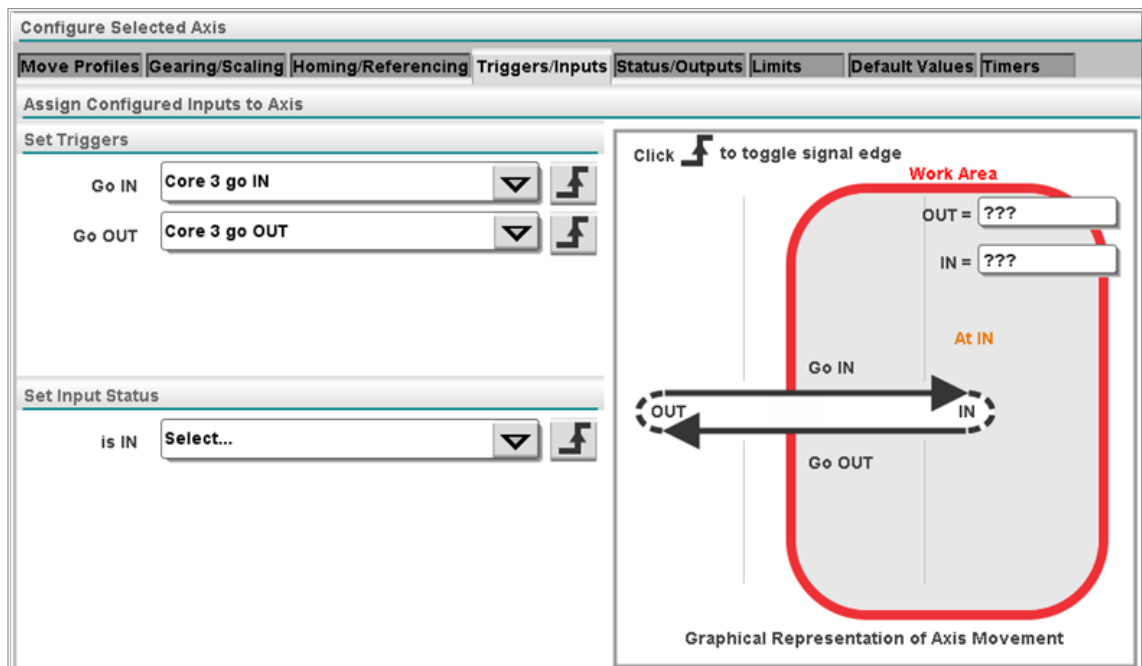 Configure Selected Axis
Move Profiles Gearing/Scaling Homing/Referencing Triggers/Inputs Status/Outputs Limits Default Values Timers
Assign Configured Inputs to Axis
Set Triggers
Go IN Core 3 go IN
Go OUT Core 3 go OUT
Set Input Status
is IN Select...
Click to toggle signal edge
Work Area
OUT = ???
IN = ???
At IN
Go IN
OUT IN
Go OUT
Graphical Representation of Axis Movement